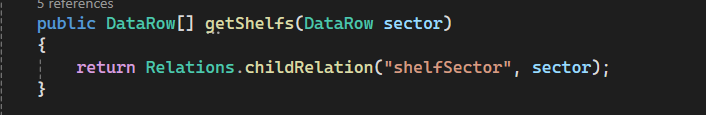 5 references
public DataRow[] getShelfs(DataRow sector)
{
return Relations.childRelation("shelfSector", sector);
}